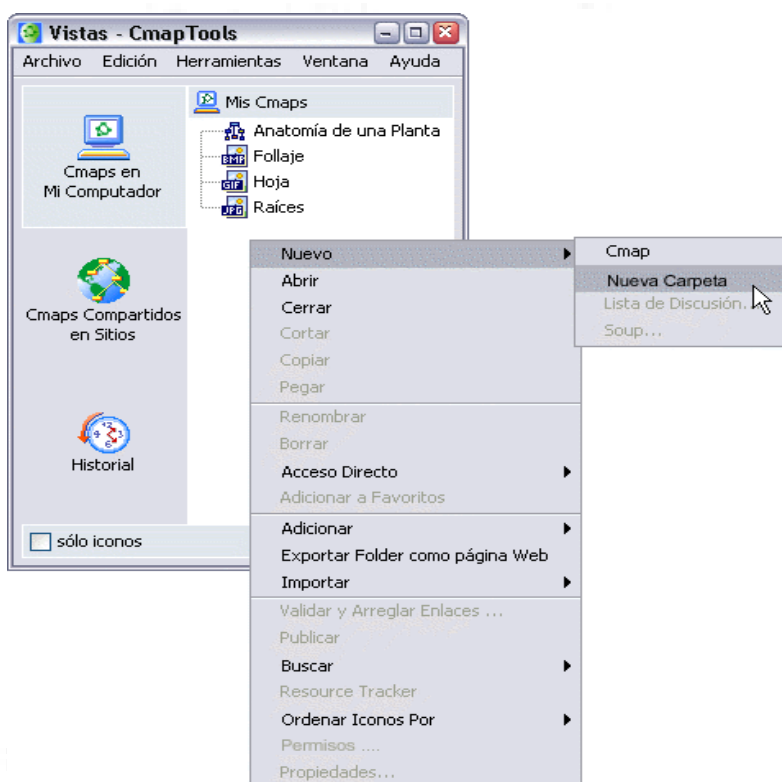 Vistas - CmapTools
Archivo Edición Herramientas Ventana Ayuda
Cmaps en
Mi Computador
Cmaps Compartidos
en Sitios
Historial
sólo iconos
Mis Cmaps
Anatomía de una Planta
BMP Follaje
GIF Hoja
JPG Raíces
Nuevo
Abrir
Cerrar
Cortar
Copiar
Pegar
Renombrar
Borrar
Acceso Directo
Adicionar a Favoritos
Adicionar
Exportar Folder como página Web
Importar
Validar y Arreglar Enlaces ...
Publicar
Buscar
Resource Tracker
Ordenar Iconos Por
Permisos ....
Propiedades...
Cmap
Nueva Carpeta
Lista de Discusión...
Soup...